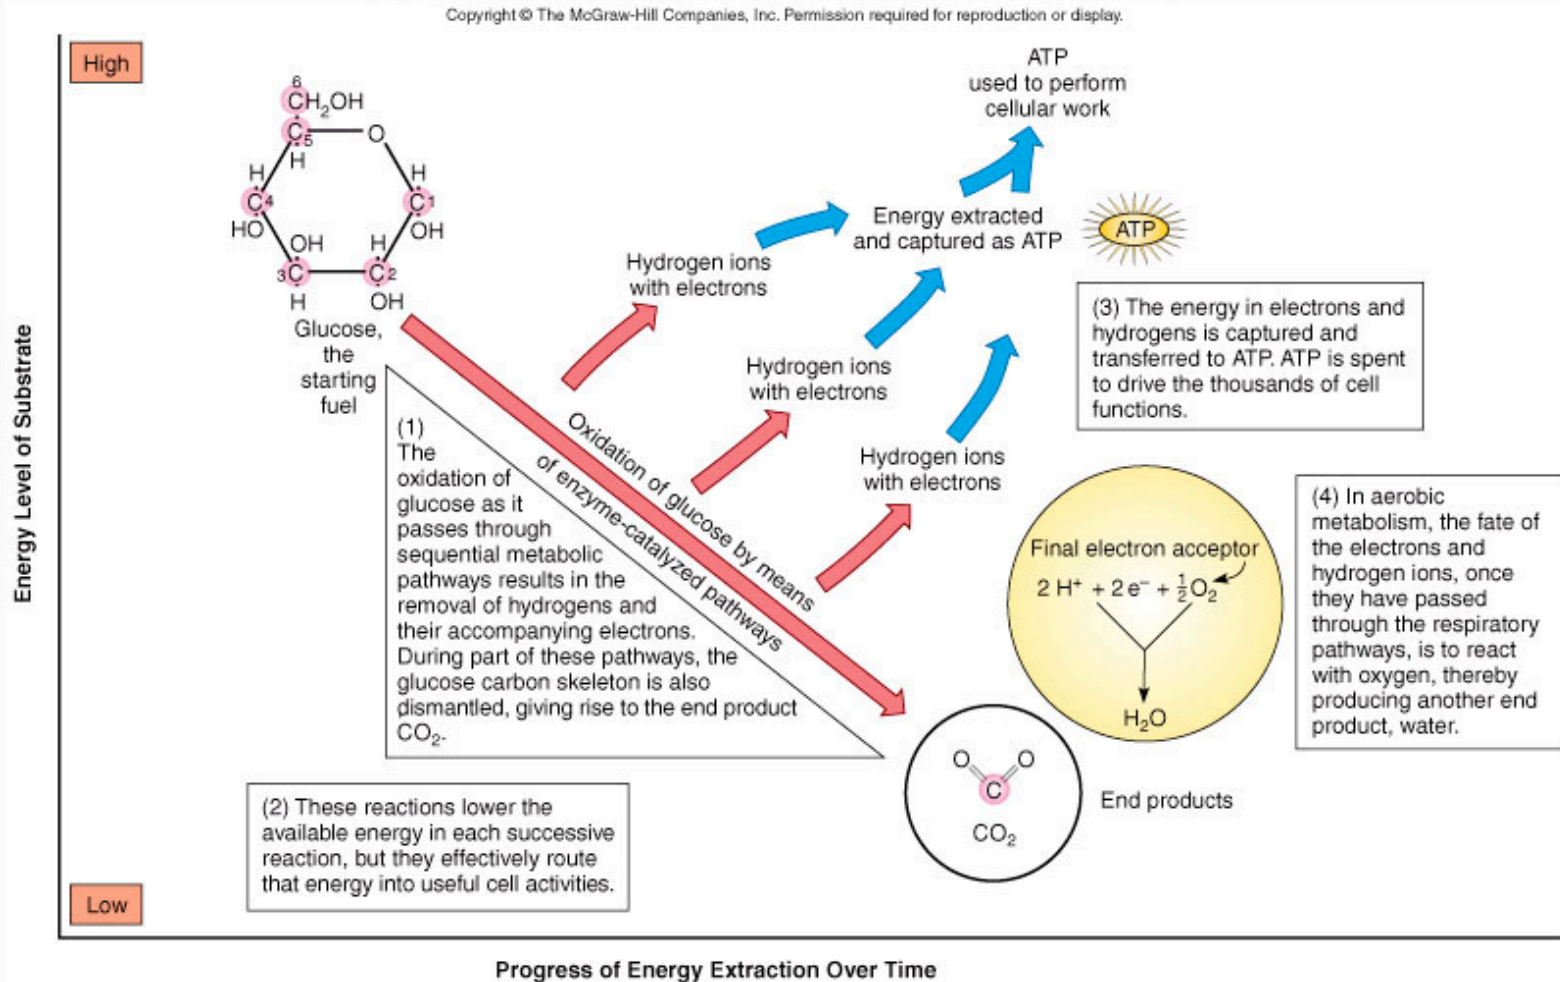 Copyright © The McGraw-Hill Companies, Inc. Permission required for reproduction or display.
High
6
CH₂OH
C5
O
H
H
H
C4
C1
HO
OH
H
OH
3C
C2
H
OH
Glucose,
the
starting
fuel
ATP
used to perform
cellular work
Energy extracted
and captured as ATP
ATP
Hydrogen ions
with electrons
Hydrogen ions
with electrons
Hydrogen ions
with electrons
(3) The energy in electrons and
hydrogens is captured and
transferred to ATP. ATP is spent
to drive the thousands of cell
functions.
Oxidation of glucose by means
of enzyme-catalyzed pathways
(1)
The
oxidation of
glucose as it
passes through
sequential metabolic
pathways results in the
removal of hydrogens and
their accompanying electrons.
During part of these pathways, the
glucose carbon skeleton is also
dismantled, giving rise to the end product
CO₂.
Final electron acceptor
2 H⁺ + 2 e⁻ + ½O₂
H₂O
(4) In aerobic
metabolism, the fate of
the electrons and
hydrogen ions, once
they have passed
through the respiratory
pathways, is to react
with oxygen, thereby
producing another end
product, water.
O O
C
CO₂
End products
(2) These reactions lower the
available energy in each successive
reaction, but they effectively route
that energy into useful cell activities.
Low
Energy Level of Substrate
Progress of Energy Extraction Over Time